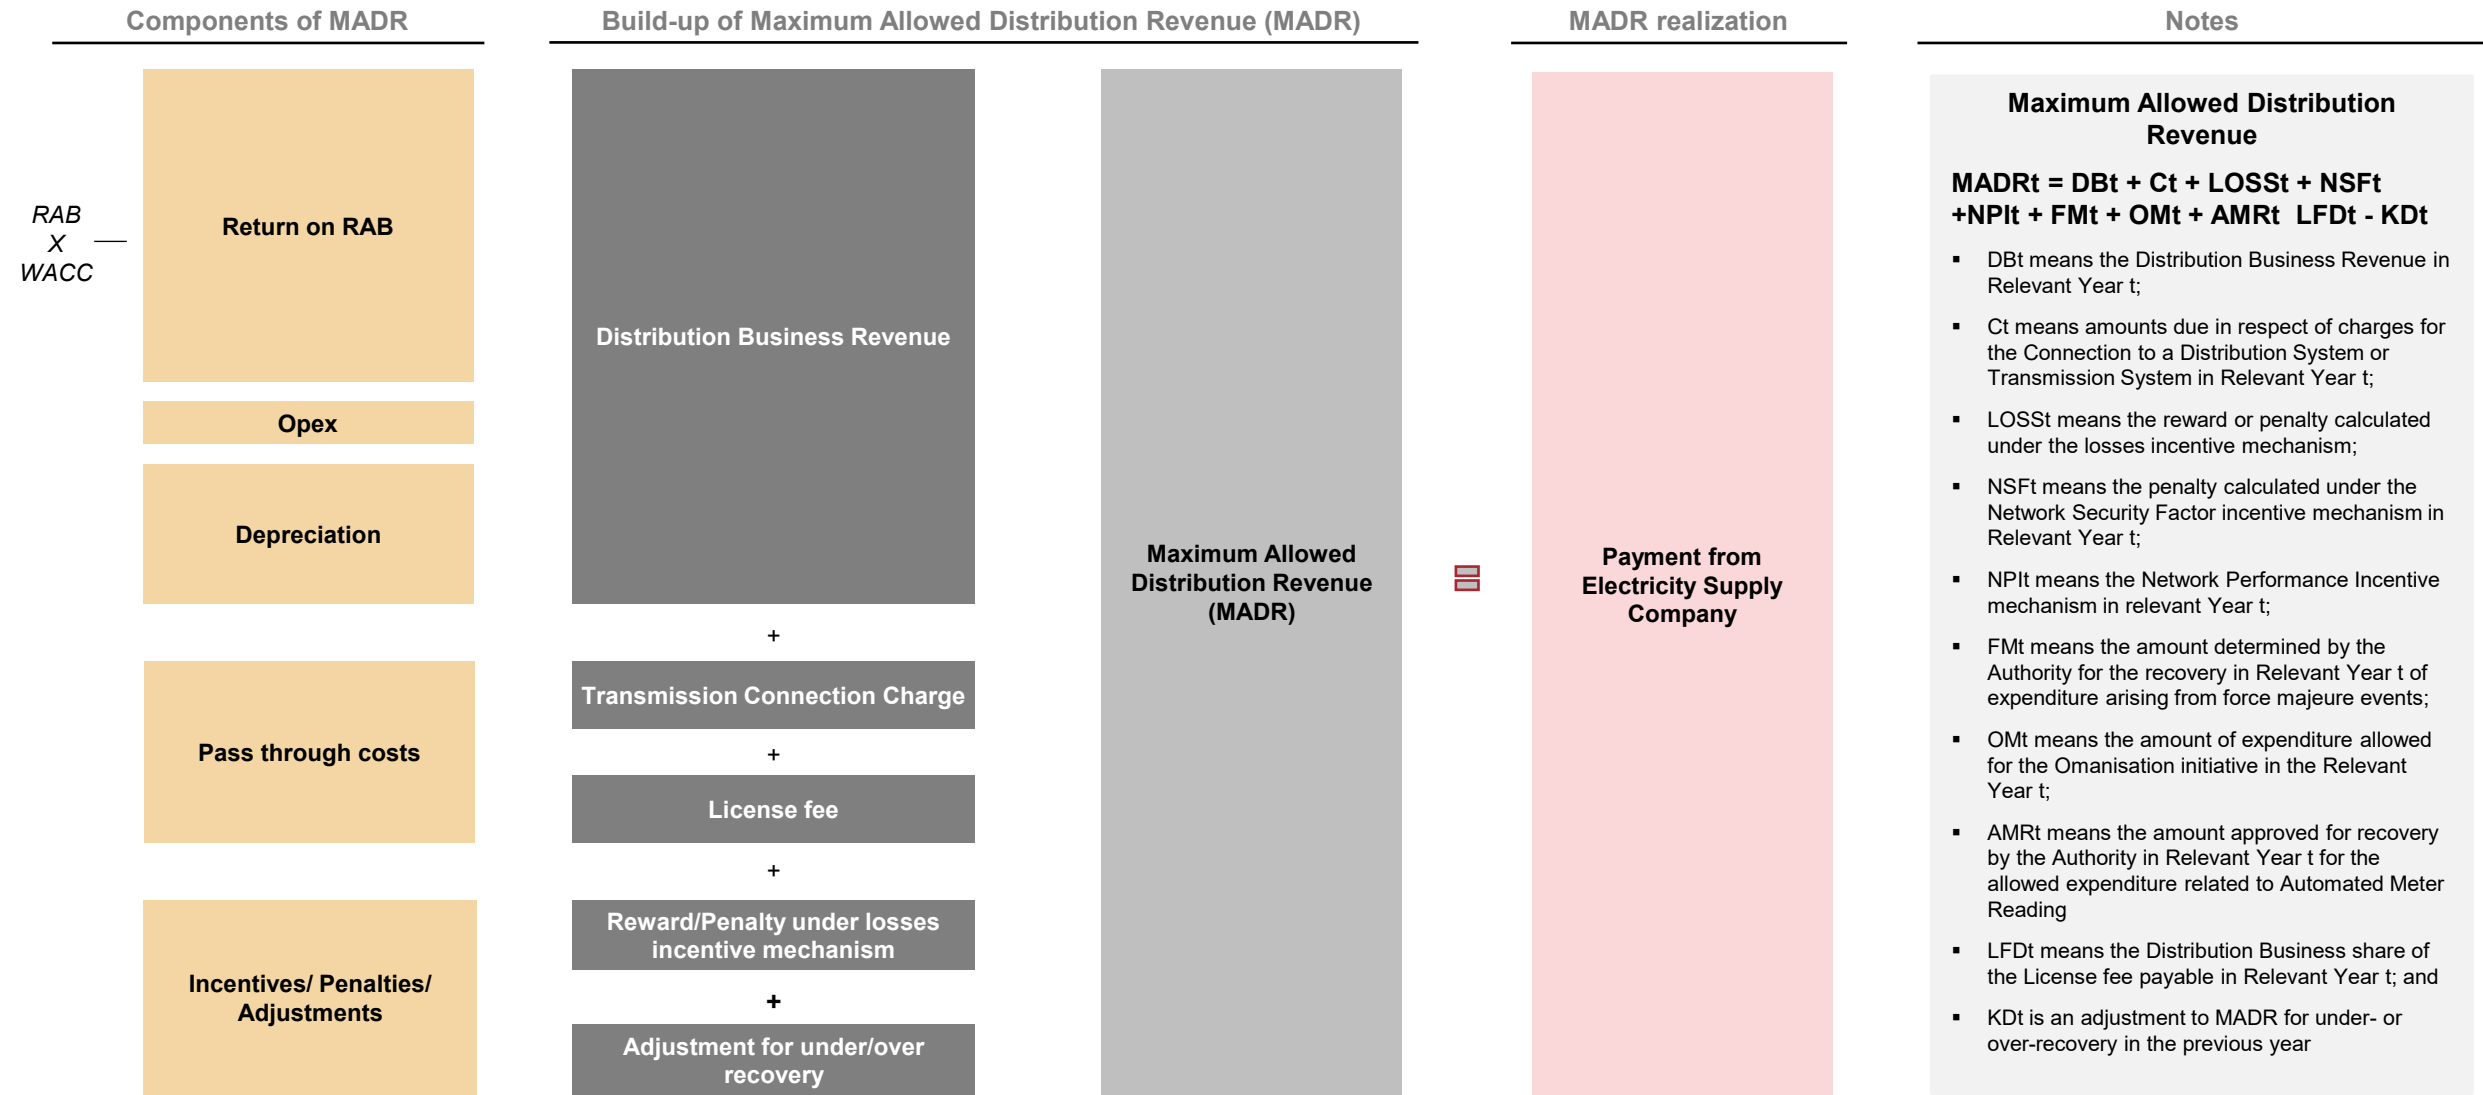 Components of MADR
Build-up of Maximum Allowed Distribution Revenue (MADR)
MADR realization
Notes
RAB
X
WACC
Return on RAB
Opex
Depreciation
Pass through costs
Incentives/ Penalties/
Adjustments
Distribution Business Revenue
+
Transmission Connection Charge
+
License fee
+
Reward/Penalty under losses
incentive mechanism
+
Adjustment for under/over
recovery
Maximum Allowed
Distribution Revenue
(MADR)
Payment from
Electricity Supply
Company
Maximum Allowed Distribution
Revenue
MADRt = DBt + Ct + LOSSt + NSFt
+NPIt + FMt + OMt + AMRt  LFDt - KDt
▪ DBt means the Distribution Business Revenue in
Relevant Year t;
▪ Ct means amounts due in respect of charges for
the Connection to a Distribution System or
Transmission System in Relevant Year t;
▪ LOSSt means the reward or penalty calculated
under the losses incentive mechanism;
▪ NSFt means the penalty calculated under the
Network Security Factor incentive mechanism in
Relevant Year t;
▪ NPIt means the Network Performance Incentive
mechanism in relevant Year t;
▪ FMt means the amount determined by the
Authority for the recovery in Relevant Year t of
expenditure arising from force majeure events;
▪ OMt means the amount of expenditure allowed
for the Omanisation initiative in the Relevant
Year t;
▪ AMRt means the amount approved for recovery
by the Authority in Relevant Year t for the
allowed expenditure related to Automated Meter
Reading
▪ LFDt means the Distribution Business share of
the License fee payable in Relevant Year t; and
▪ KDt is an adjustment to MADR for under- or
over-recovery in the previous year